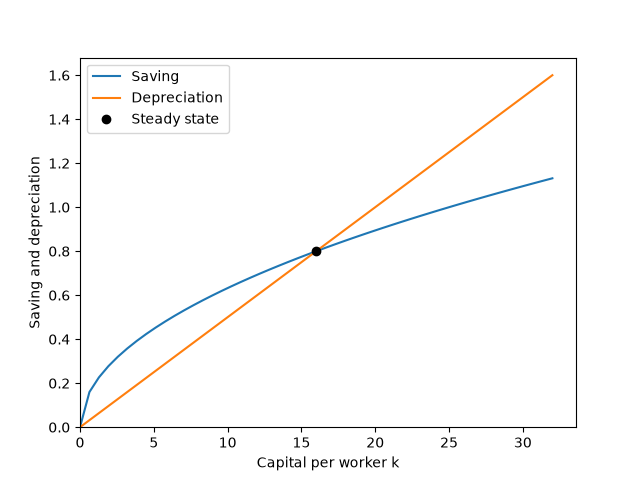 Saving
Depreciation
Steady state
Saving and depreciation
1.6
1.4
1.2
1.0
0.8
0.6
0.4
0.2
0.0
0 5 10 15 20 25 30
Capital per worker k